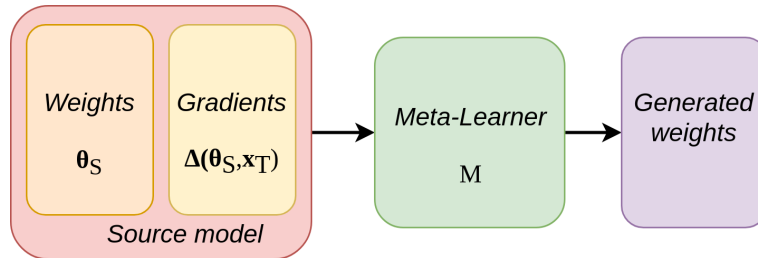 Weights
θS
Gradients
Δ(θS,xT)
Source model
Meta-Learner
M
Generated
weights